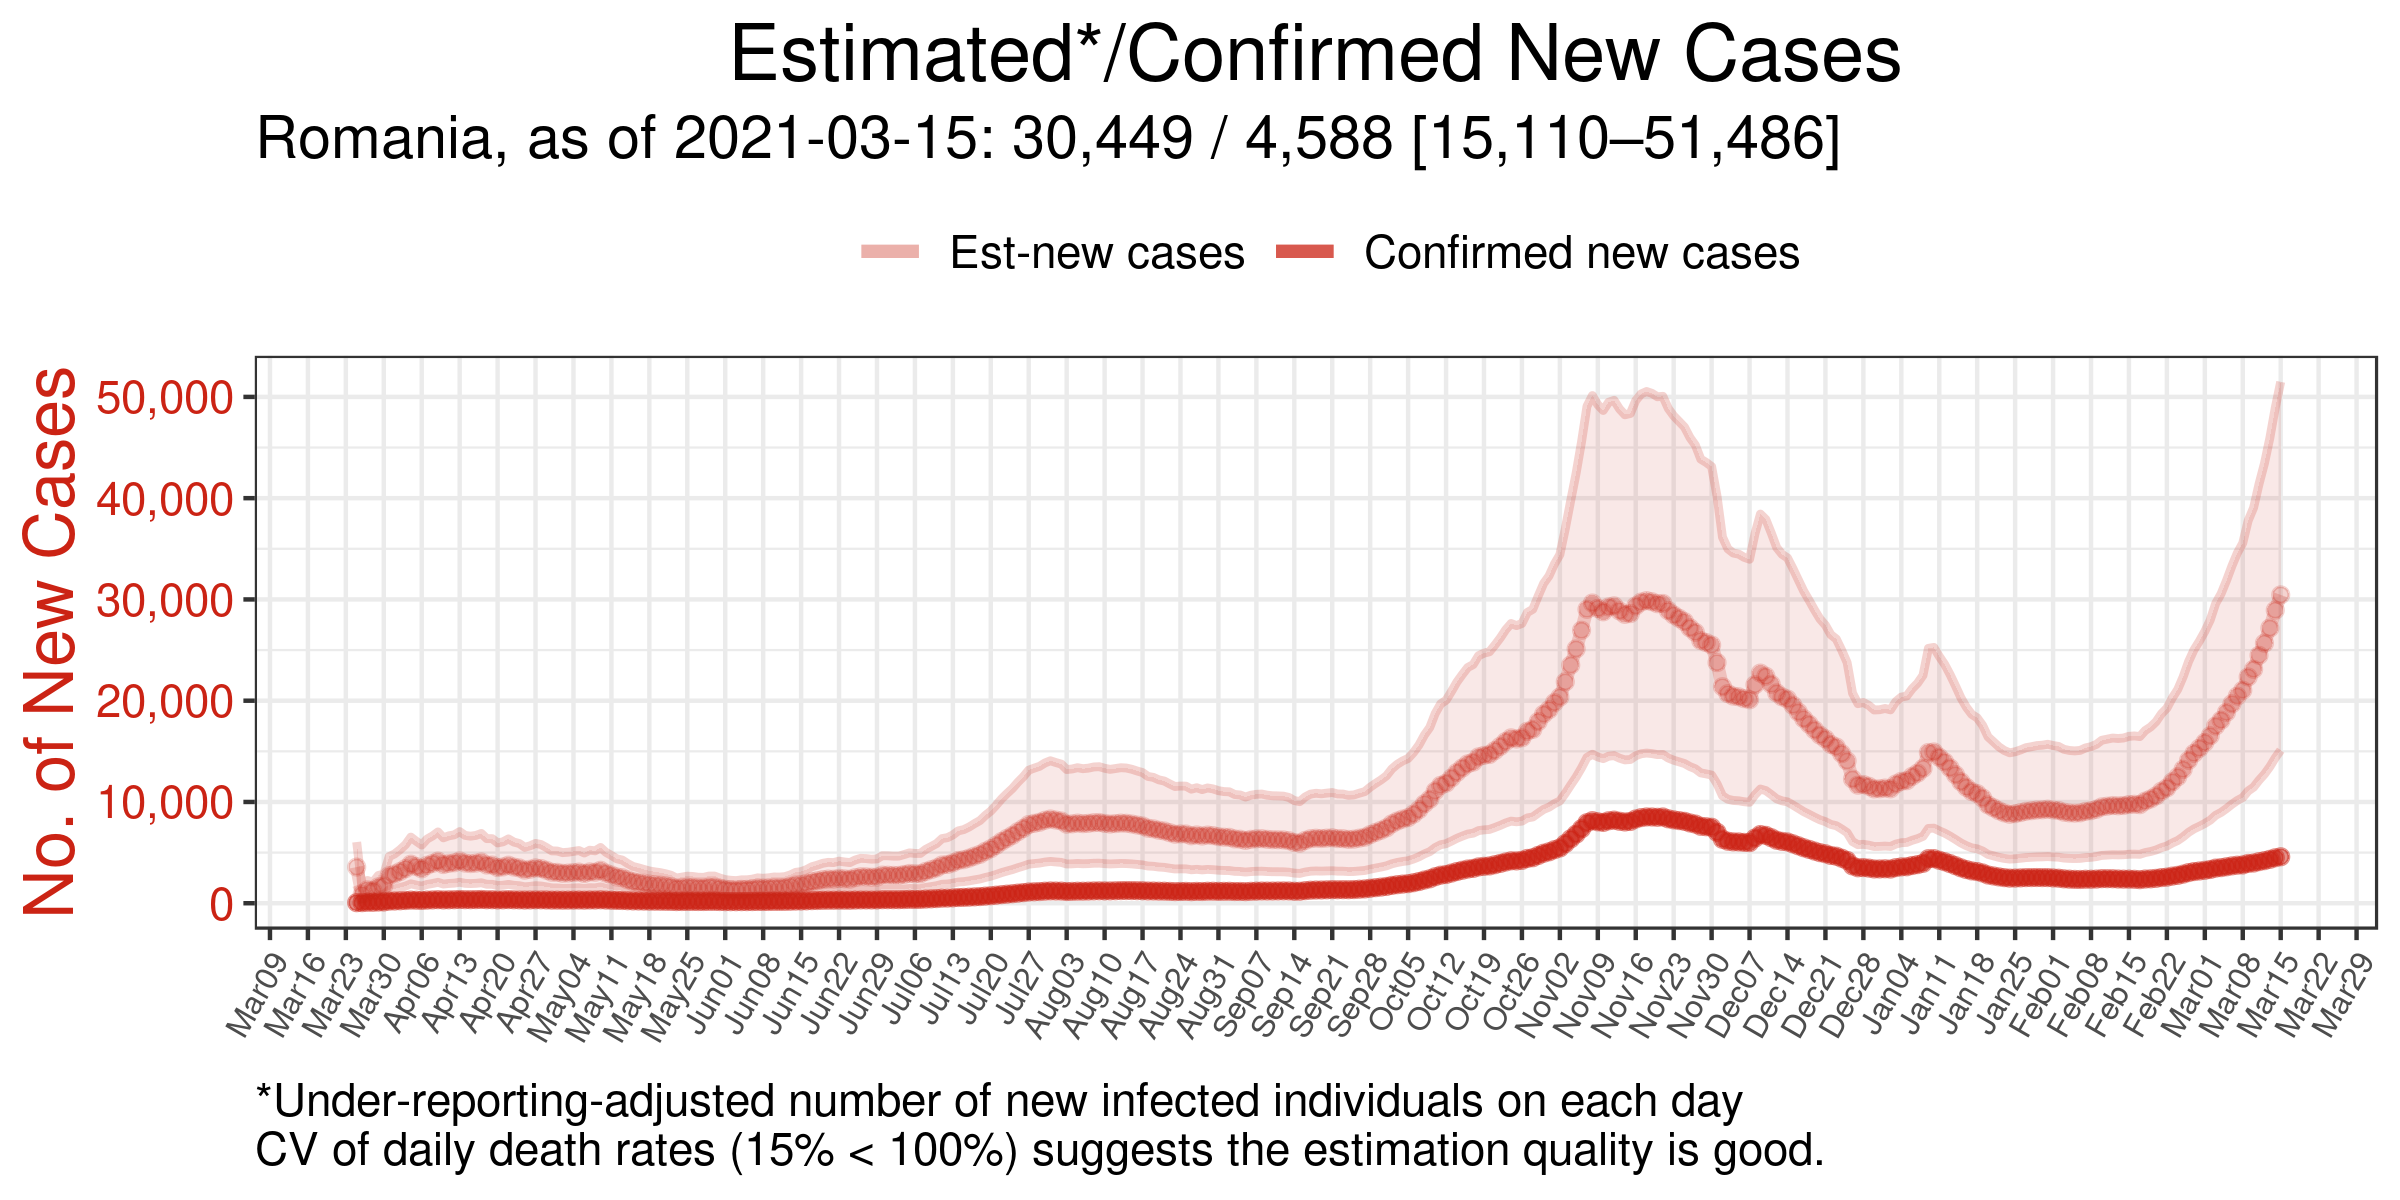 Estimated*/Confirmed New Cases
Romania, as of 2021-03-15: 30,449 / 4,588 [15,110–51,486]
Est-new cases
Confirmed new cases
No. of New Cases
50,000
40,000
30,000
20,000
10,000
0
Mar09
Mar16
Mar23
Mar30
Apr06
Apr13
Apr20
Apr27
May04
May11
May18
May25
Jun01
Jun08
Jun15
Jun22
Jun29
Jul06
Jul13
Jul20
Jul27
Aug03
Aug10
Aug17
Aug24
Aug31
Sep07
Sep14
Sep21
Sep28
Oct05
Oct12
Oct19
Oct26
Nov02
Nov09
Nov16
Nov23
Nov30
Dec07
Dec14
Dec21
Dec28
Jan04
Jan11
Jan18
Jan25
Feb01
Feb08
Feb15
Feb22
Mar01
Mar08
Mar15
Mar22
Mar29
*Under-reporting-adjusted number of new infected individuals on each day
CV of daily death rates (15% < 100%) suggests the estimation quality is good.